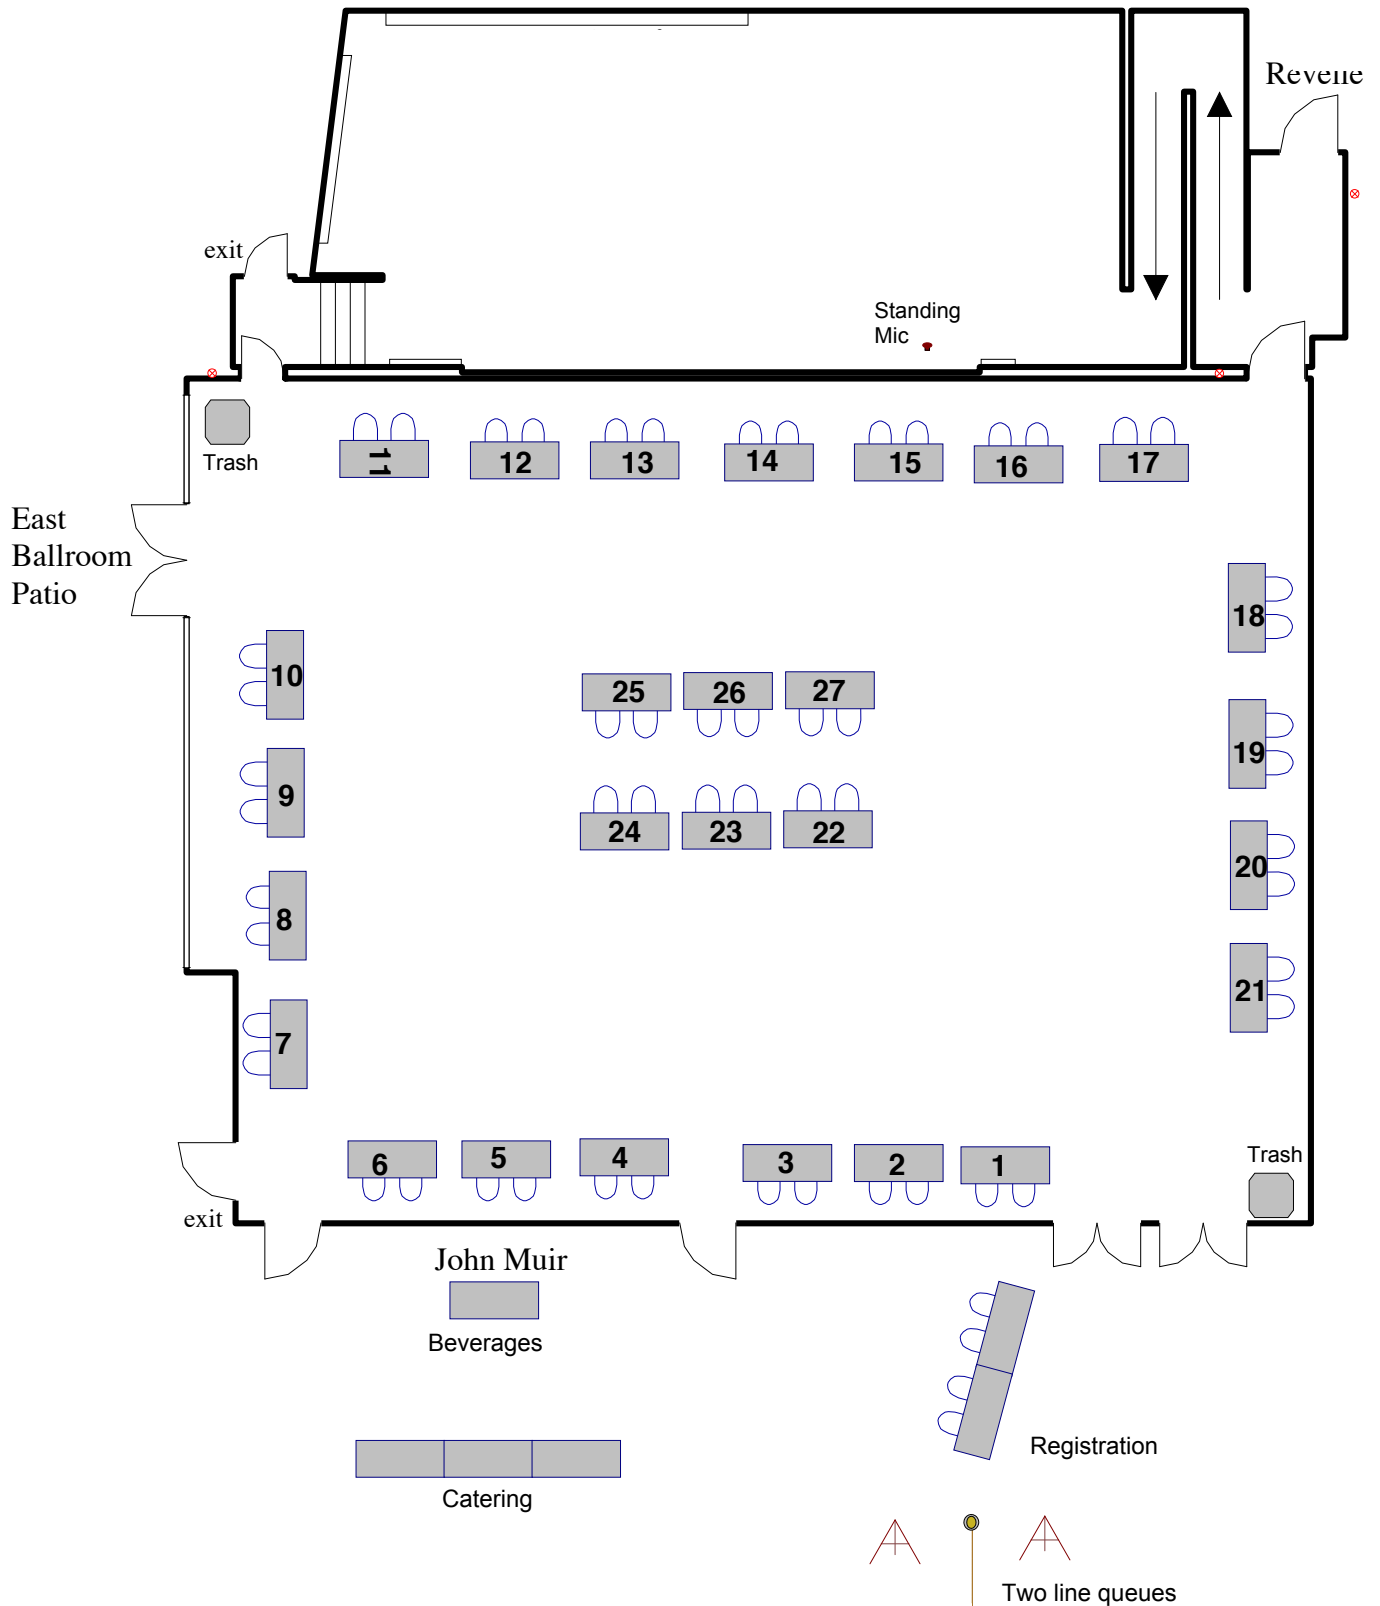 Revelle
exit
Standing
Mic
Trash
11
12
13
14
15
16
17
East
Ballroom
Patio
18
10
25
26
27
19
9
24
23
22
20
8
21
7
6
5
4
3
2
1
Trash
exit
John Muir
Beverages
Registration
Catering
Two line queues